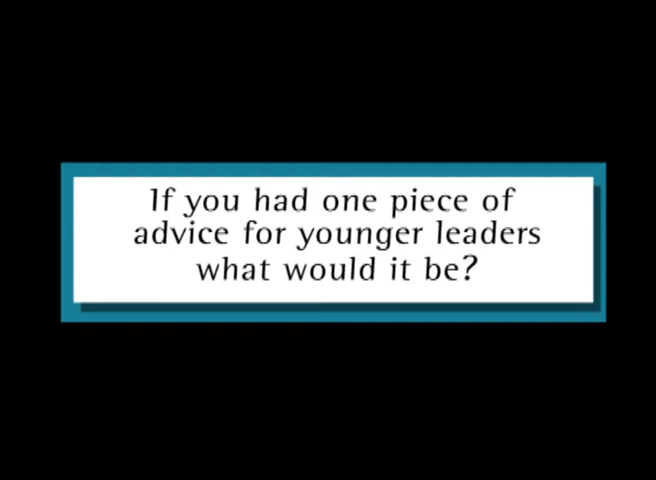 If you had one piece of
advice for younger leaders
what would it be?